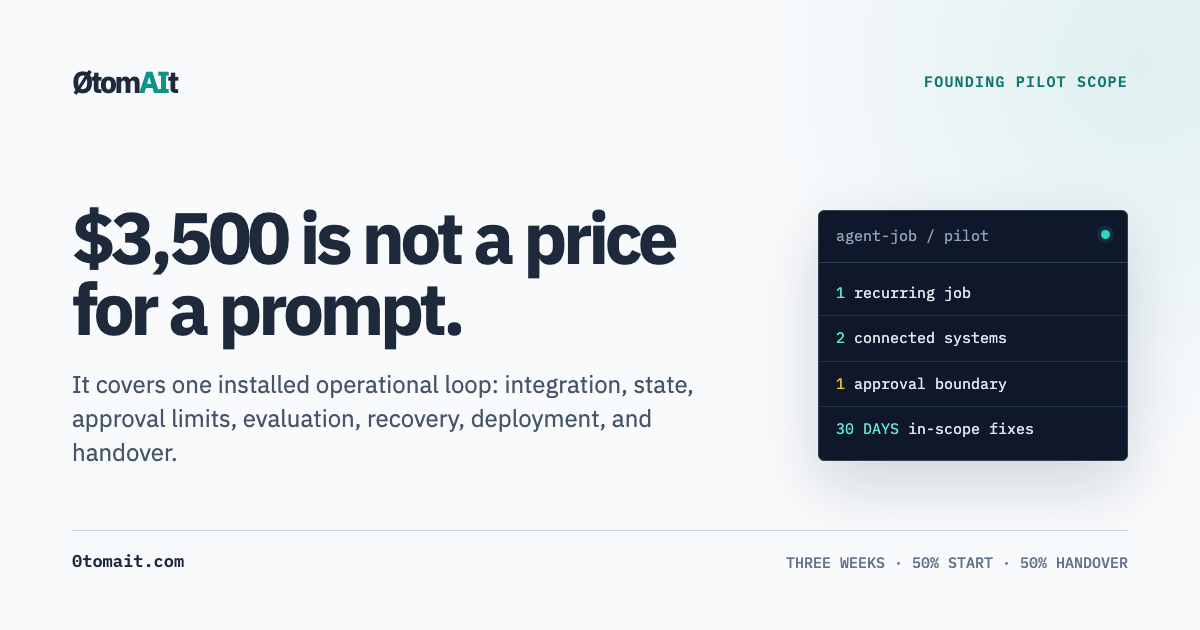 ØtomAIt
FOUNDING PILOT SCOPE
$3,500 is not a price
for a prompt.
It covers one installed operational loop: integration, state,
approval limits, evaluation, recovery, deployment, and
handover.
agent-job / pilot
1 recurring job
2 connected systems
1 approval boundary
30 DAYS in-scope fixes
0tomait.com
THREE WEEKS · 50% START · 50% HANDOVER